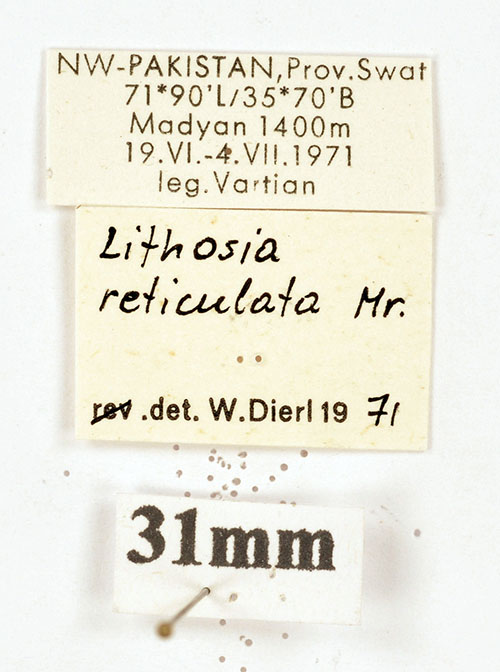 NW-PAKISTAN,Prov.Swat
71*90'L/35*70'B
Madyan 1400m
19.VI.-4.VII.1971
leg.Vartian
Lithosia
reticulata Mr.
rev.det. W.Dierl 19 71
31mm